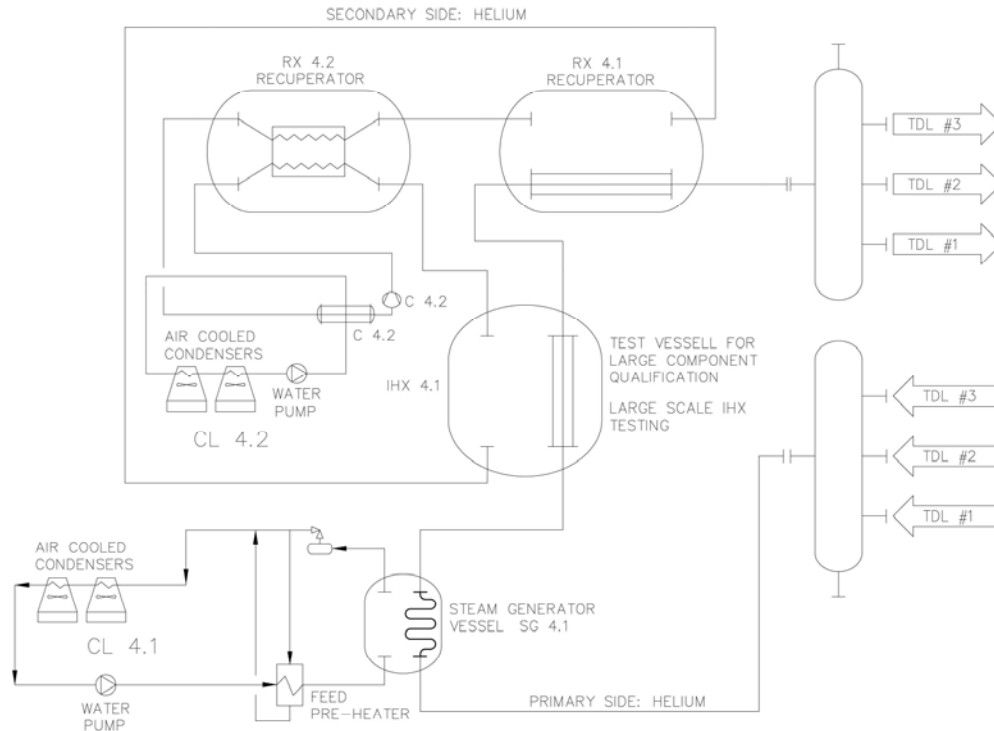 SECONDARY SIDE: HELIUM
RX 4.2
RECUPERATOR
RX 4.1
RECUPERATOR
TDL #3
TDL #2
TDL #1
C 4.2
C 4.2
AIR COOLED
CONDENSERS
WATER
PUMP
CL 4.2
IHX 4.1
TEST VESSELL FOR
LARGE COMPONENT
QUALIFICATION
LARGE SCALE IHX
TESTING
TDL #3
TDL #2
TDL #1
AIR COOLED
CONDENSERS
CL 4.1
WATER
PUMP
FEED
PRE-HEATER
STEAM GENERATOR
VESSEL SG 4.1
PRIMARY SIDE: HELIUM